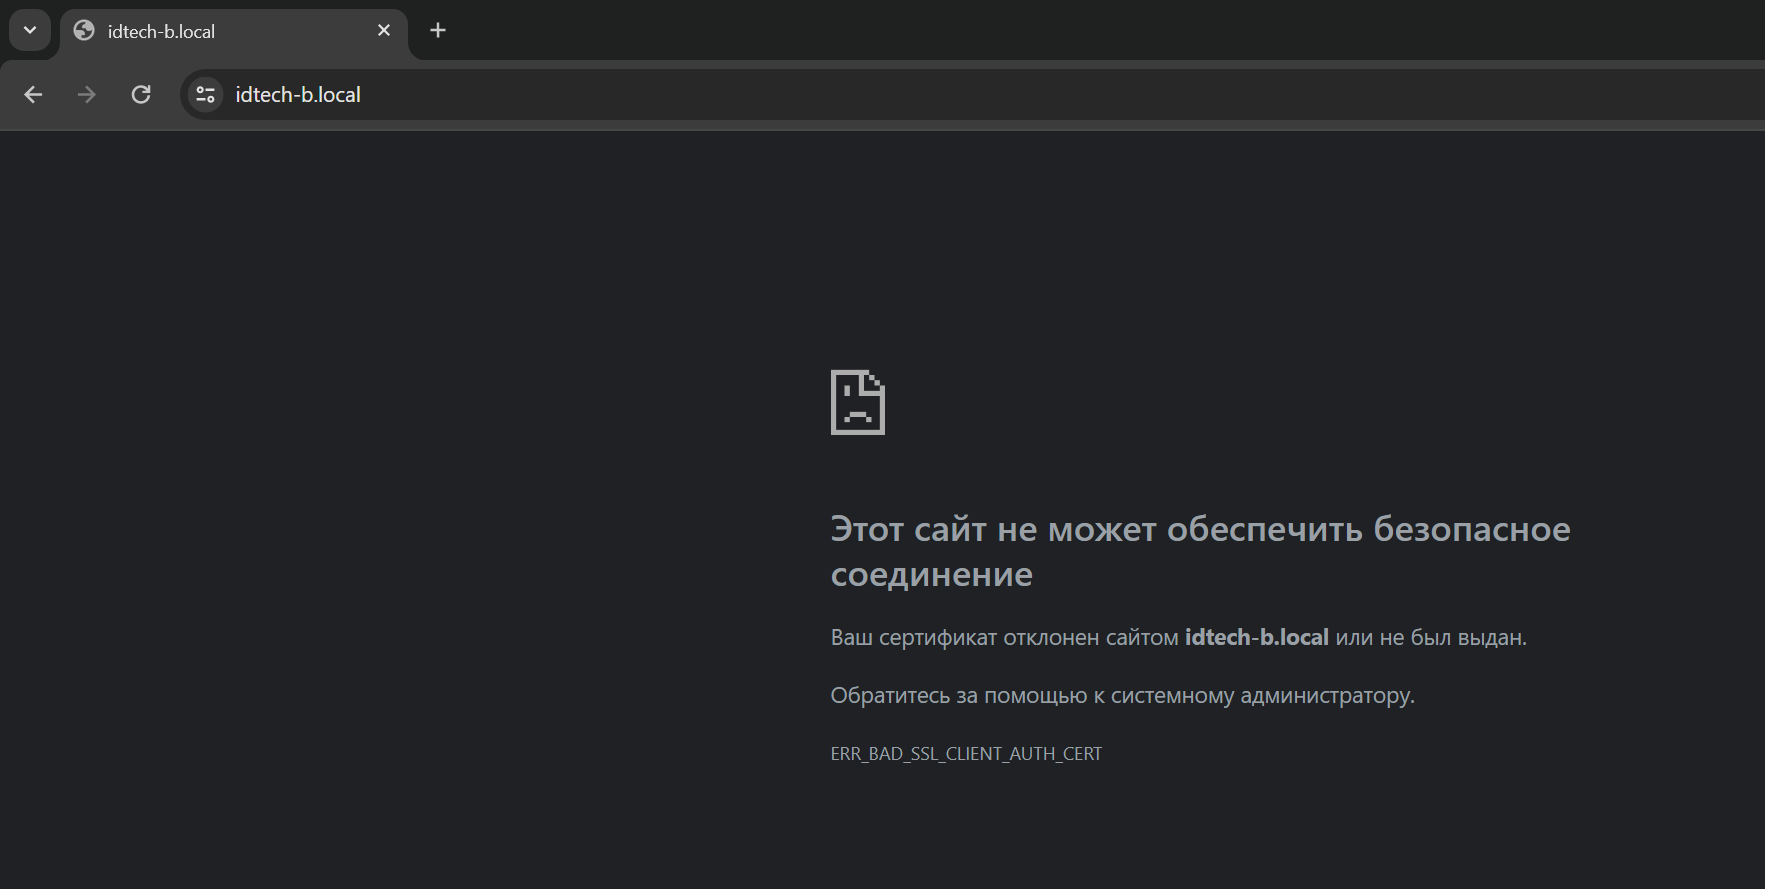 idtech-b.local
idtech-b.local
Этот сайт не может обеспечить безопасное
соединение
Ваш сертификат отклонен сайтом idtech-b.local или не был выдан.
Обратитесь за помощью к системному администратору.
ERR_BAD_SSL_CLIENT_AUTH_CERT